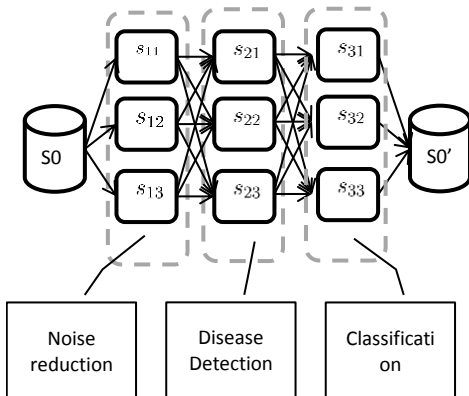 s11 s21 s31
S0 s12 s22 s32 S0'
s13 s23 s33
Noise Disease Classificati
reduction Detection on